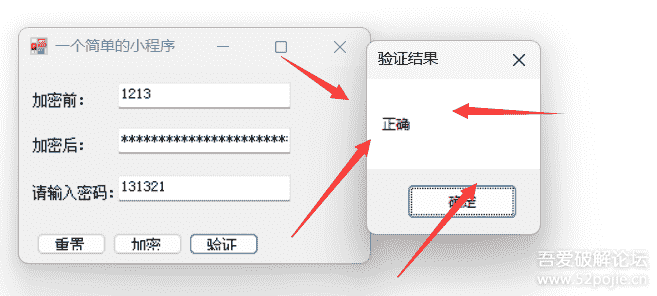 一个简单的小程序
加密前：
1213
加密后：
***********************
请输入密码：
131321
重置
加密
验证
验证结果
正确
确定
吾爱破解论坛
www.52pojie.cn